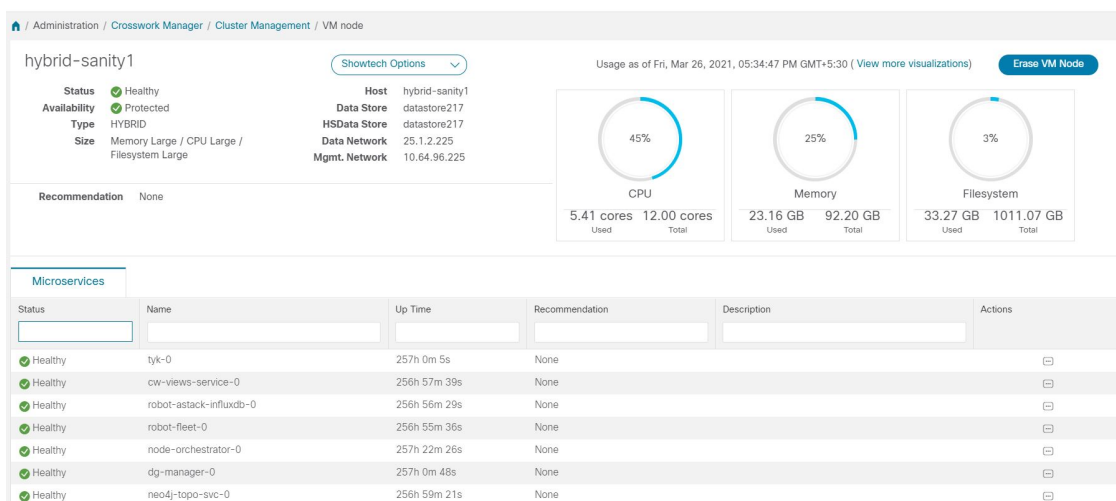 / Administration / Crosswork Manager / Cluster Management / VM node
hybrid-sanity1
Showtech Options
Usage as of Fri, Mar 26, 2021, 05:34:47 PM GMT+5:30 ( View more visualizations)
Erase VM Node
Status Healthy
Availability Protected
Type HYBRID
Size Memory Large / CPU Large /
Filesystem Large
Host hybrid-sanity1
Data Store datastore217
HSData Store datastore217
Data Network 25.1.2.225
Mgmt. Network 10.64.96.225
Recommendation None
45%
CPU
5.41 cores 12.00 cores
Used Total
25%
Memory
23.16 GB 92.20 GB
Used Total
3%
Filesystem
33.27 GB 1011.07 GB
Used Total
Microservices
Status Name Up Time Recommendation Description Actions
Healthy tyk-0 257h 0m 5s None
Healthy cw-views-service-0 256h 57m 39s None
Healthy robot-astack-influxdb-0 256h 56m 29s None
Healthy robot-fleet-0 256h 55m 36s None
Healthy node-orchestrator-0 257h 22m 26s None
Healthy dg-manager-0 257h 0m 48s None
Healthy neo4j-topo-svc-0 256h 59m 21s None